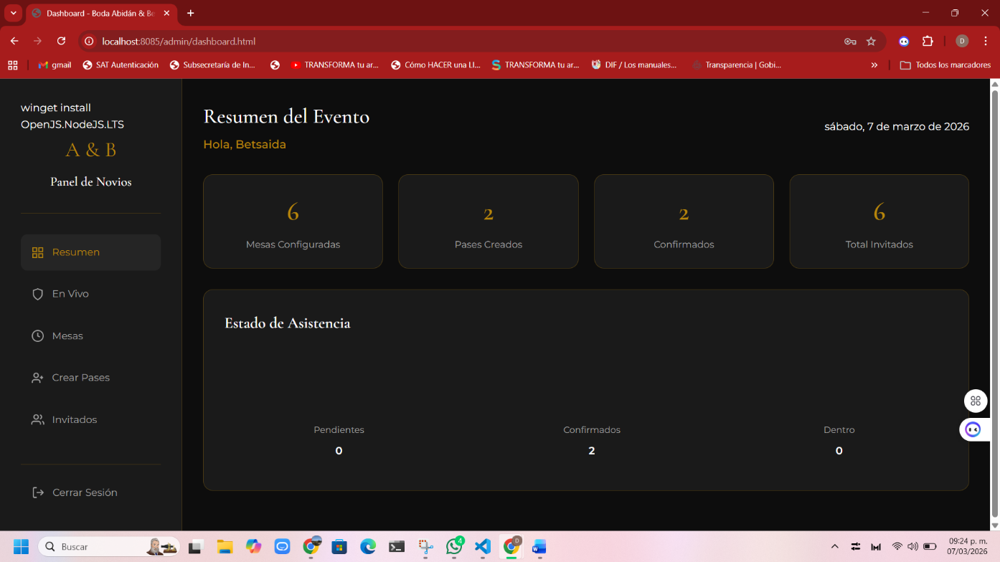 Dashboard - Boda Abidán & Be
localhost:8085/admin/dashboard.html
D
gmail
SAT Autenticación
Subsecretaría de In...
TRANSFORMA tu ar...
Cómo HACER una LI...
TRANSFORMA tu ar...
DIF / Los manuales...
Transparencia | Gobi...
Todos los marcadores
winget install
OpenJS.NodeJS.LTS
A & B
Panel de Novios
Resumen
En Vivo
Mesas
Crear Pases
Invitados
Cerrar Sesión
Resumen del Evento
Hola, Betsaida
sábado, 7 de marzo de 2026
6
Mesas Configuradas
2
Pases Creados
2
Confirmados
6
Total Invitados
Estado de Asistencia
Pendientes
0
Confirmados
2
Dentro
0
Buscar
4
D
09:24 p. m.
07/03/2026